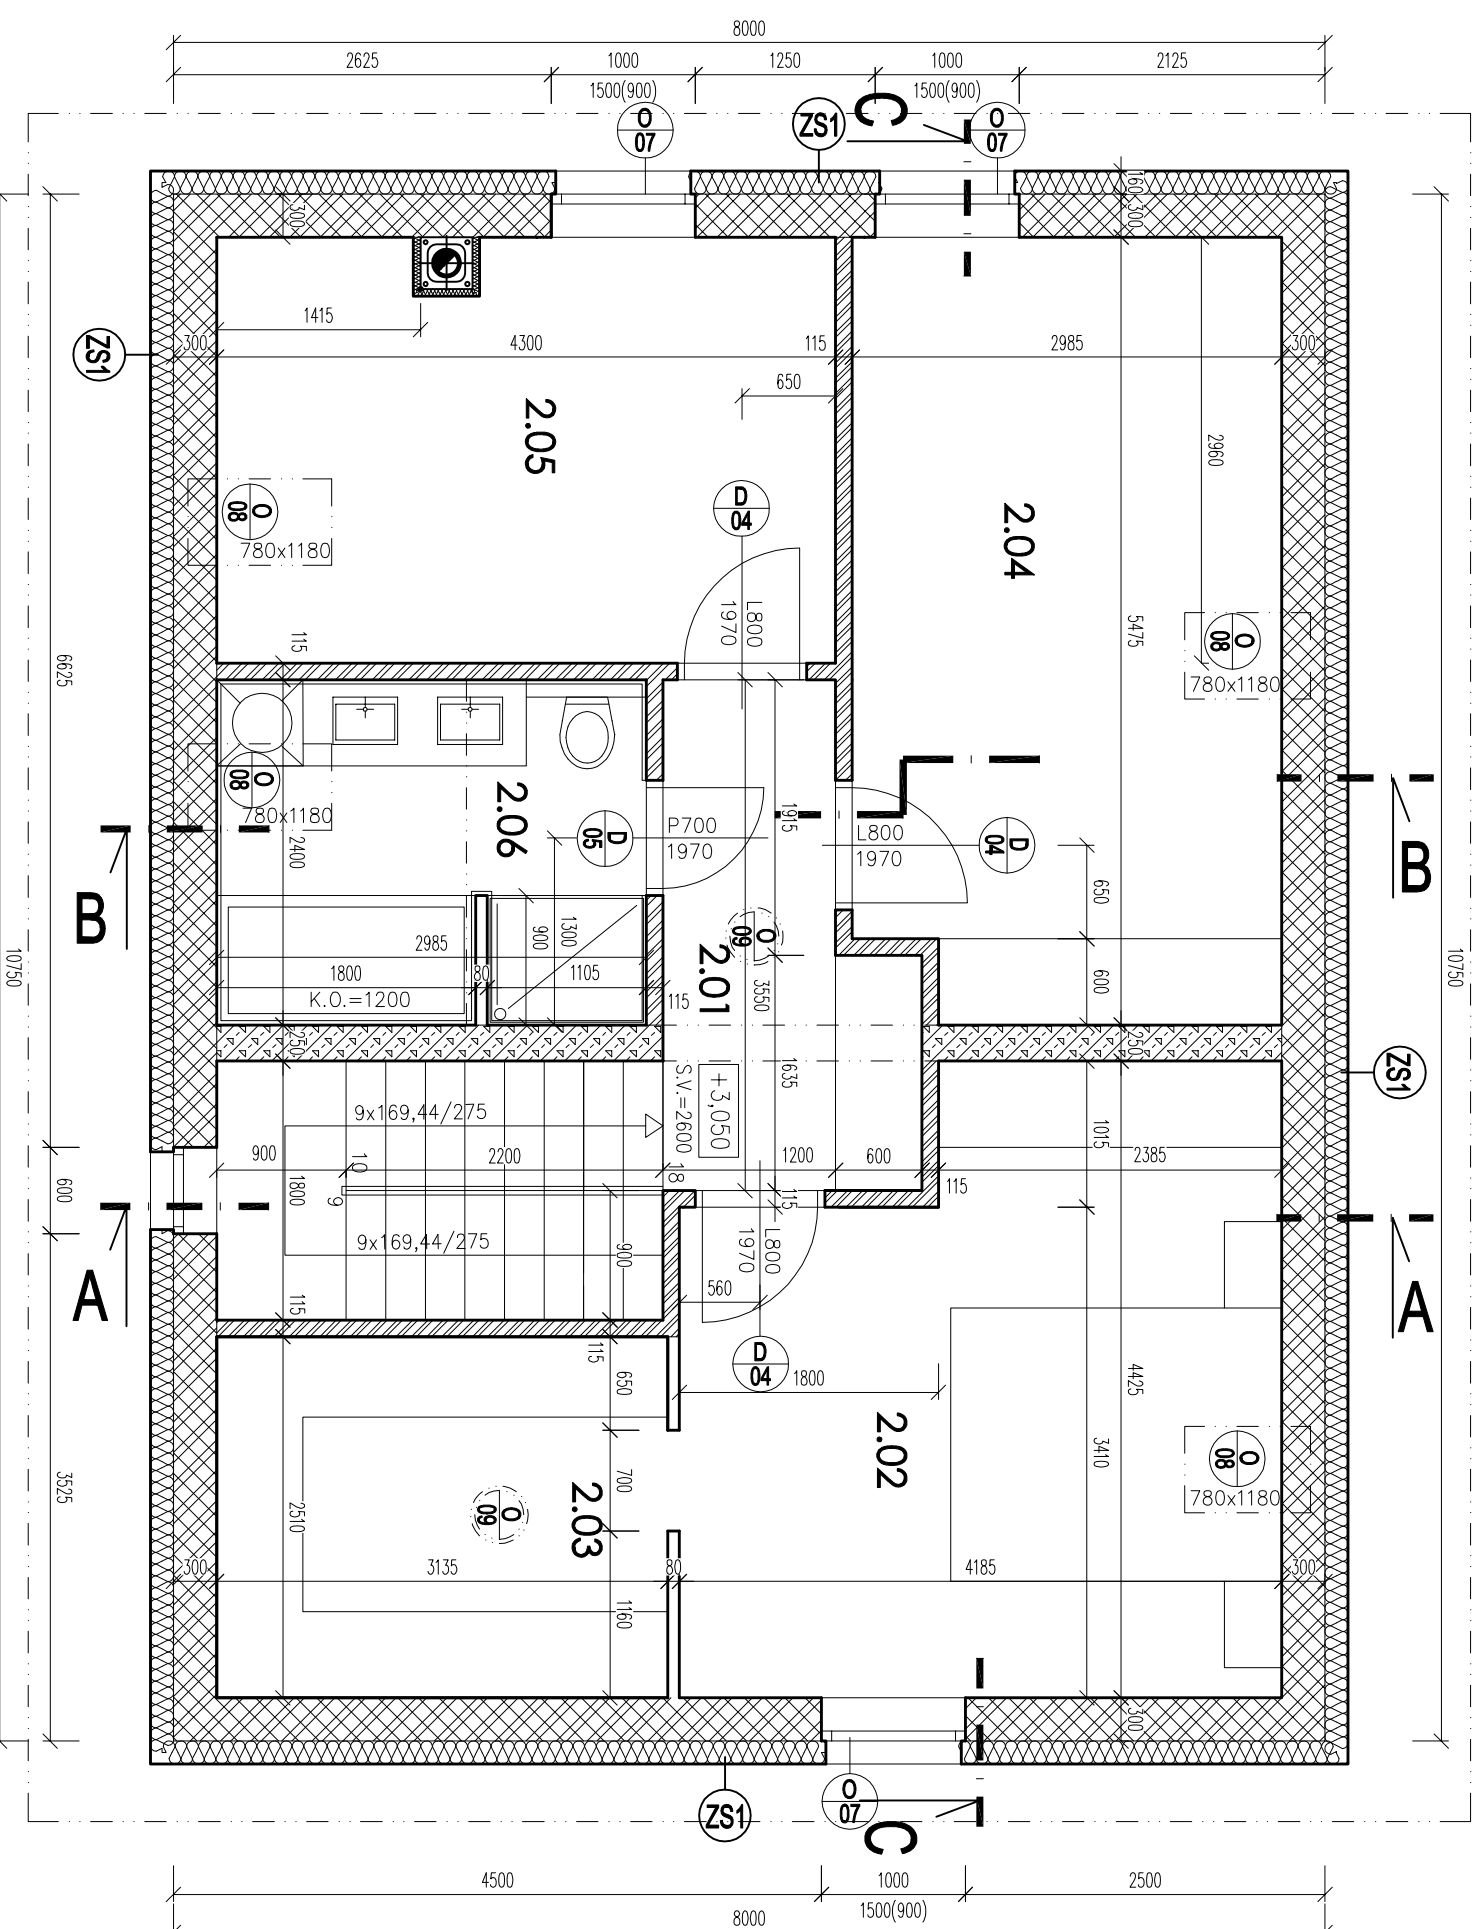 8000
2625
1000
1250
1000
2125
1500(900)
1500(900)
O
07
ZS1
C
O
07
300
160
300
1415
ZS1
300
4300
115
2985
300
650
2.05
2960
2.04
D
04
O
08
780x1180
L800
1970
5475
O
08
780x1180
115
6625
O
08
780x1180
2.06
1915
2400
D
05
P700
1970
L800
1970
D
04
650
B
B
O
09
2.01
10750
10750
2985
900
1300
3550
600
1800
80
1105
115
K.O.=1200
250
250
1635
S.V.=2600
+3,050
ZS1
9x169,44/275
1015
900
10
2200
18
1200
600
115
2385
600
1800
9
115
A
A
9x169,44/275
900
L800
1970
560
115
115
650
D
04
1800
4425
2.02
3410
O
08
780x1180
3525
2510
O
09
2.03
700
300
3135
80
4185
300
1160
300
ZS1
O
07
C
4500
1000
2500
1500(900)
8000